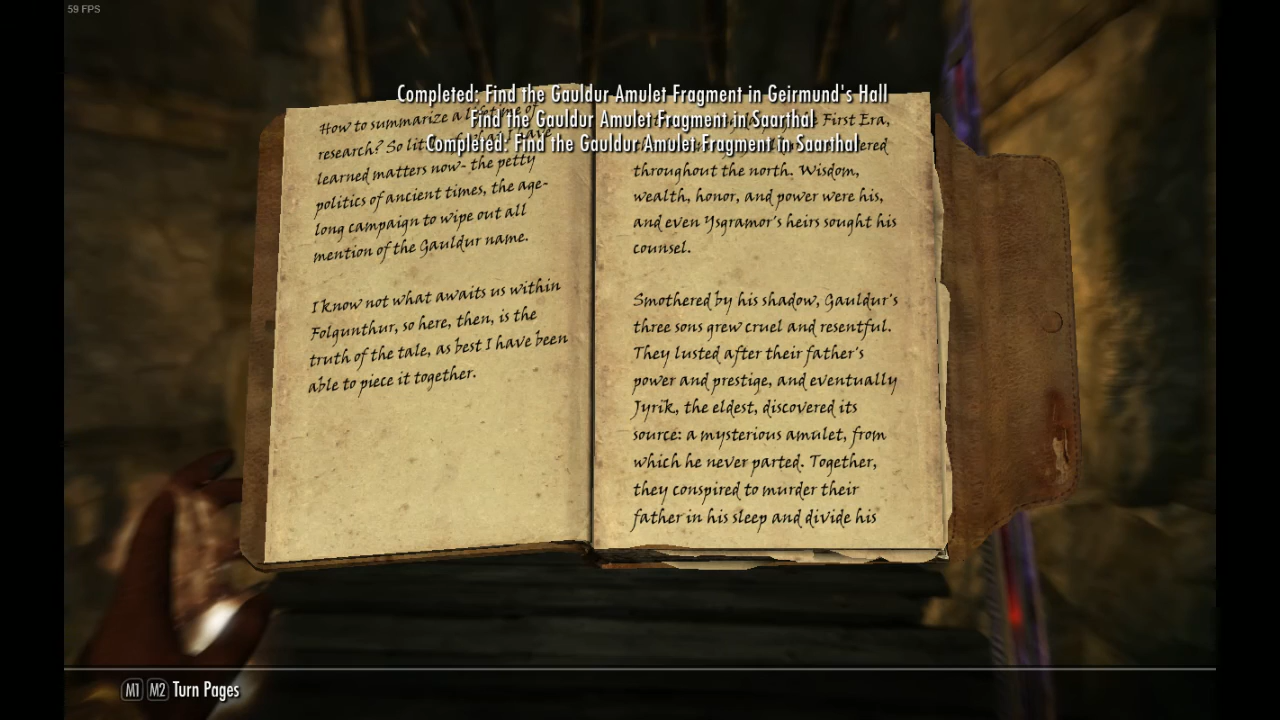 59 FPS
Completed: Find the Gauldur Amulet Fragment in Geirmund's Hall
Find the Gauldur Amulet Fragment in Saarthal
Completed: Find the Gauldur Amulet Fragment in Saarthal
How to summarize a lifetime of
research? So
learned matters now- the petty
politics of ancient times, the age-
long campaign to wipe out all
mention of the Gauldur name.
I know not what awaits us within
Folgunthur, so here, then, is the
truth of the tale, as best I have been
able to piece it together.
First Era,
throughout the north. Wisdom,
wealth, honor, and power were his,
and even Ysgramor's heirs sought his
counsel.
Smothered by his shadow, Gauldur's
three sons grew cruel and resentful.
They lusted after their father's
power and prestige, and eventually
Jyrik, the eldest, discovered its
source: a mysterious amulet, from
which he never parted. Together,
they conspired to murder their
father in his sleep and divide his
M1 M2 Turn Pages